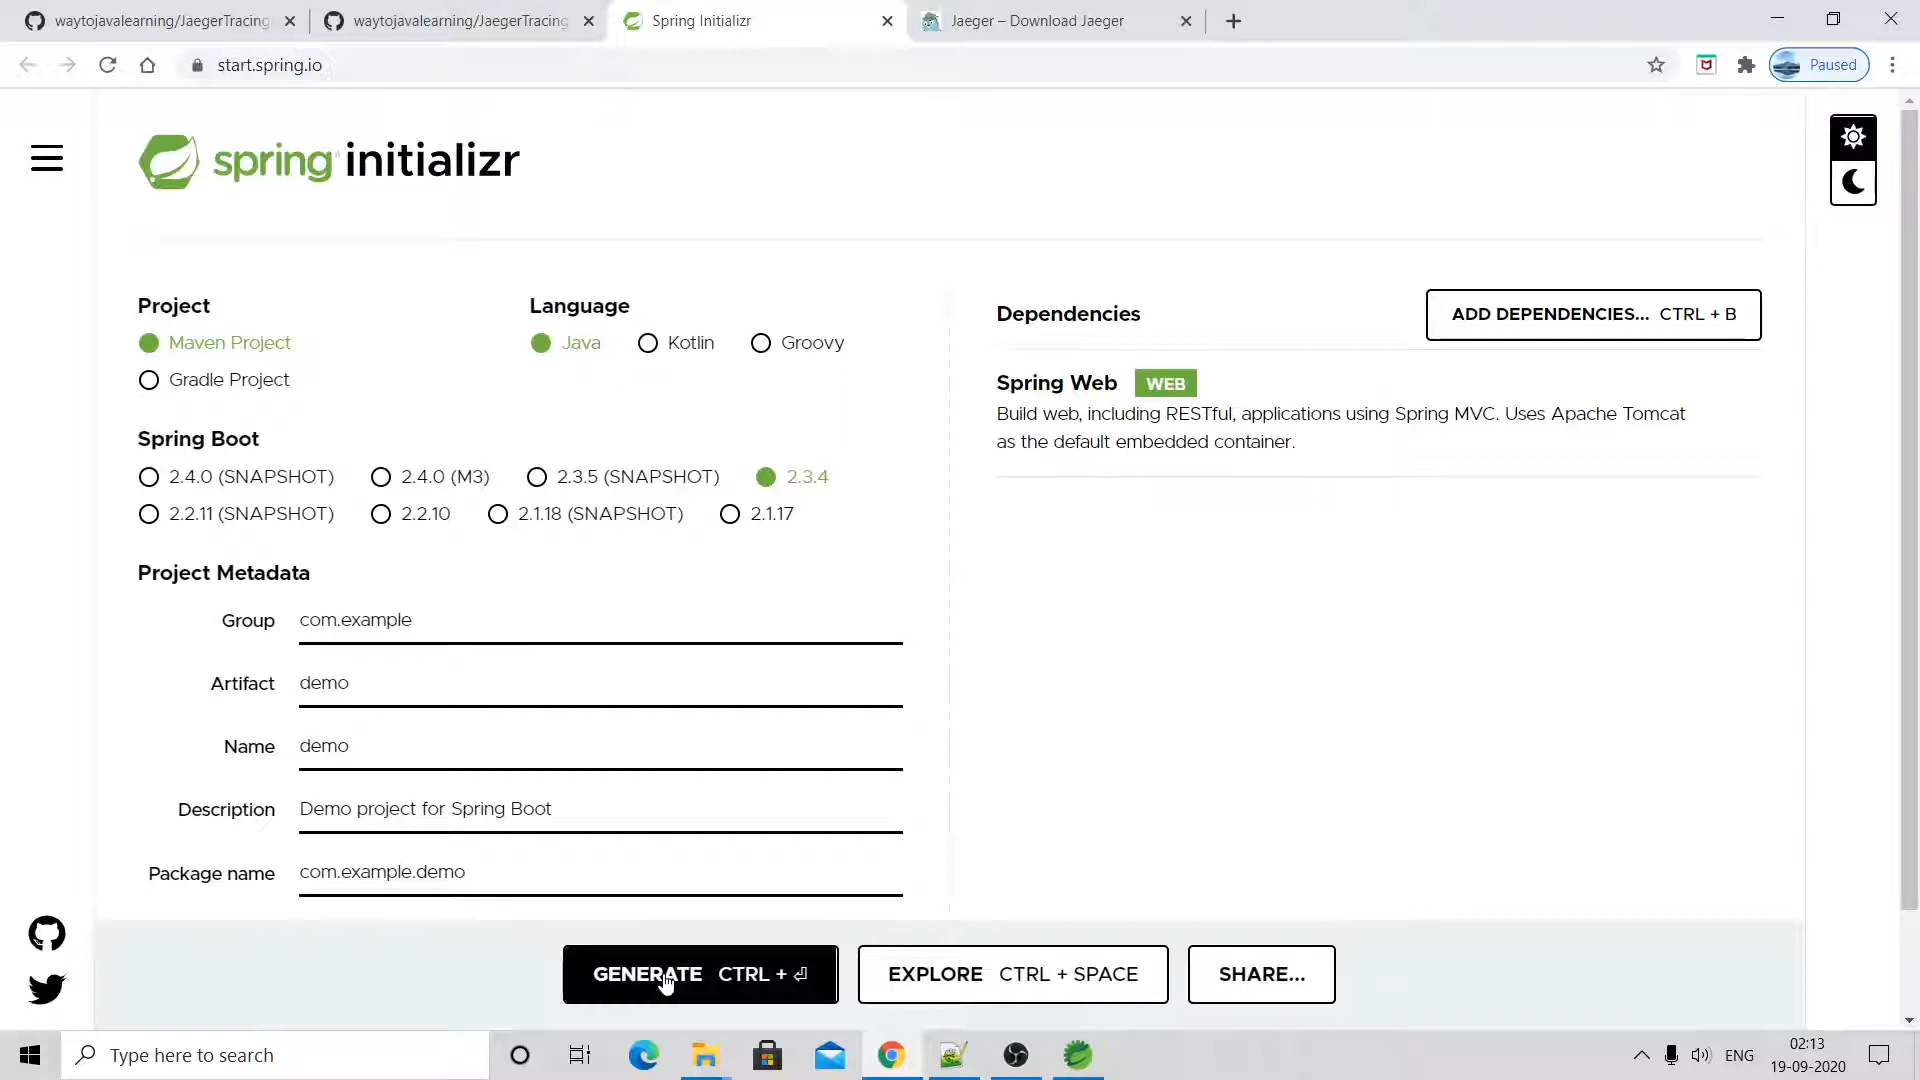 waytojavalearning/JaegerTracing
waytojavalearning/JaegerTracing
Spring Initializr
Jaeger – Download Jaeger
start.spring.io
Paused
spring initializr
Project
Maven Project
Gradle Project
Language
Java Kotlin Groovy
Spring Boot
2.4.0 (SNAPSHOT) 2.4.0 (M3) 2.3.5 (SNAPSHOT) 2.3.4
2.2.11 (SNAPSHOT) 2.2.10 2.1.18 (SNAPSHOT) 2.1.17
Project Metadata
Group com.example
Artifact demo
Name demo
Description Demo project for Spring Boot
Package name com.example.demo
Dependencies
ADD DEPENDENCIES... CTRL + B
Spring Web WEB
Build web, including RESTful, applications using Spring MVC. Uses Apache Tomcat
as the default embedded container.
GENERATE CTRL + ⏎
EXPLORE CTRL + SPACE
SHARE...
Type here to search
ENG
02:13
19-09-2020